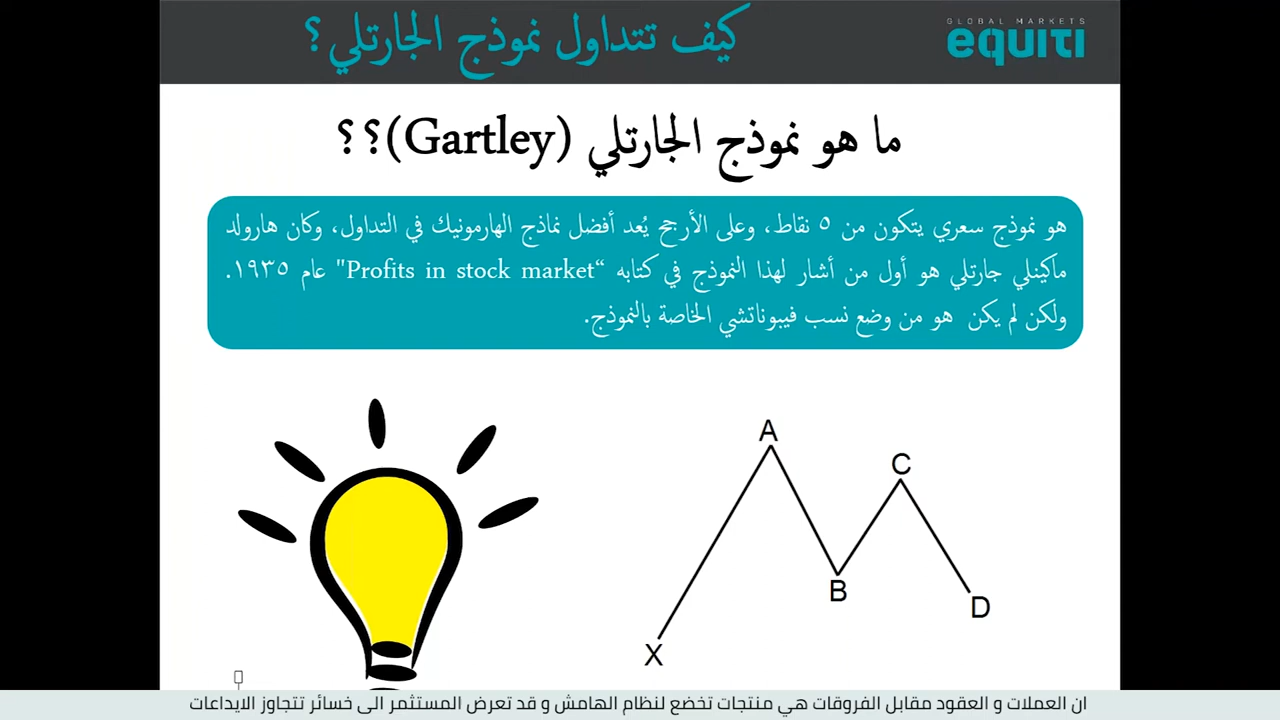 كيف تتداول نموذج الجارتلي؟
GLOBAL MARKETS
equiti
ما هو نموذج الجارتلي (Gartley)؟؟
هو نموذج سعري يتكون من ٥ نقاط، وعلى الأرجح يُعد أفضل نماذج الهارمونيك في التداول، وكان هارولد
ماكينلي جارتلي هو أول من أشار لهذا النموذج في كتابه “Profits in stock market" عام ١٩٣٥.
ولكن لم يكن هو من وضع نسب فيبوناتشي الخاصة بالنموذج.
A
C
B
D
X
ان العملات و العقود مقابل الفروقات هي منتجات تخضع لنظام الهامش و قد تعرض المستثمر الى خسائر تتجاوز الايداعات